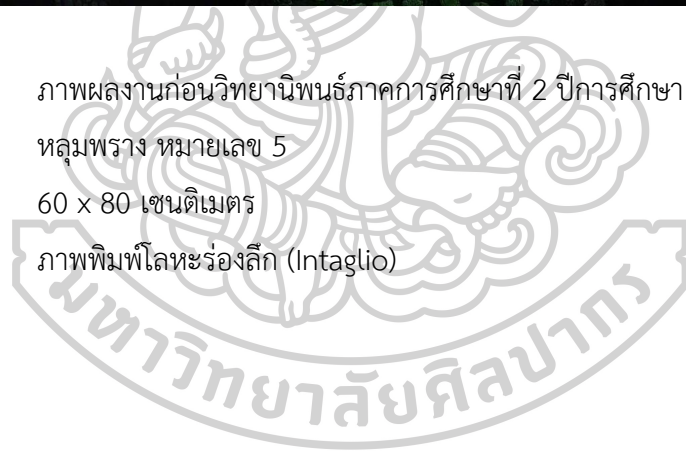 ภาพผลงานก่อนวิทยานิพนธ์ภาคการศึกษาที่ 2 ปีการศึกษา
หลุมพราง หมายเลข 5
60 x 80 เซนติเมตร
ภาพพิมพ์โลหะร่องลึก (Intaglio)
มหาวิทยาลัยศิลปากร